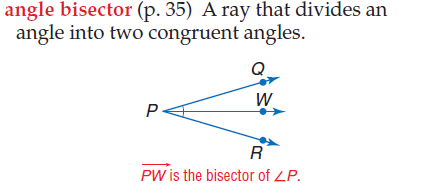 angle bisector (p. 35) A ray that divides an
angle into two congruent angles.
Q
W
P
R
PW is the bisector of ∠P.